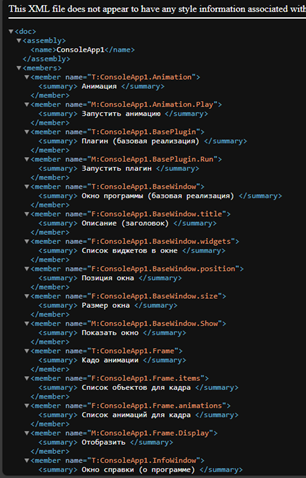 This XML file does not appear to have any style information associated with
▼<doc>
▼<assembly>
<name>ConsoleApp1</name>
</assembly>
▼<members>
▼<member name="T:ConsoleApp1.Animation">
<summary> Анимация </summary>
</member>
▼<member name="M:ConsoleApp1.Animation.Play">
<summary> Запустить анимацию </summary>
</member>
▼<member name="T:ConsoleApp1.BasePlugin">
<summary> Плагин (базовая реализация) </summary>
</member>
▼<member name="M:ConsoleApp1.BasePlugin.Run">
<summary> Запустить плагин </summary>
</member>
▼<member name="T:ConsoleApp1.BaseWindow">
<summary> Окно программы (базовая реализация) </summary>
</member>
▼<member name="F:ConsoleApp1.BaseWindow.title">
<summary> Описание (заголовок) </summary>
</member>
▼<member name="F:ConsoleApp1.BaseWindow.widgets">
<summary> Список виджетов в окне </summary>
</member>
▼<member name="F:ConsoleApp1.BaseWindow.position">
<summary> Позиция окна </summary>
</member>
▼<member name="F:ConsoleApp1.BaseWindow.size">
<summary> Размер окна </summary>
</member>
▼<member name="M:ConsoleApp1.BaseWindow.Show">
<summary> Показать окно </summary>
</member>
▼<member name="T:ConsoleApp1.Frame">
<summary> Кадо анимации </summary>
</member>
▼<member name="F:ConsoleApp1.Frame.items">
<summary> Список объектов для кадра </summary>
</member>
▼<member name="F:ConsoleApp1.Frame.animations">
<summary> Список анимаций для кадра </summary>
</member>
▼<member name="M:ConsoleApp1.Frame.Display">
<summary> Отобразить </summary>
</member>
▼<member name="T:ConsoleApp1.InfoWindow">
<summary> Окно справки (о программе) </summary>